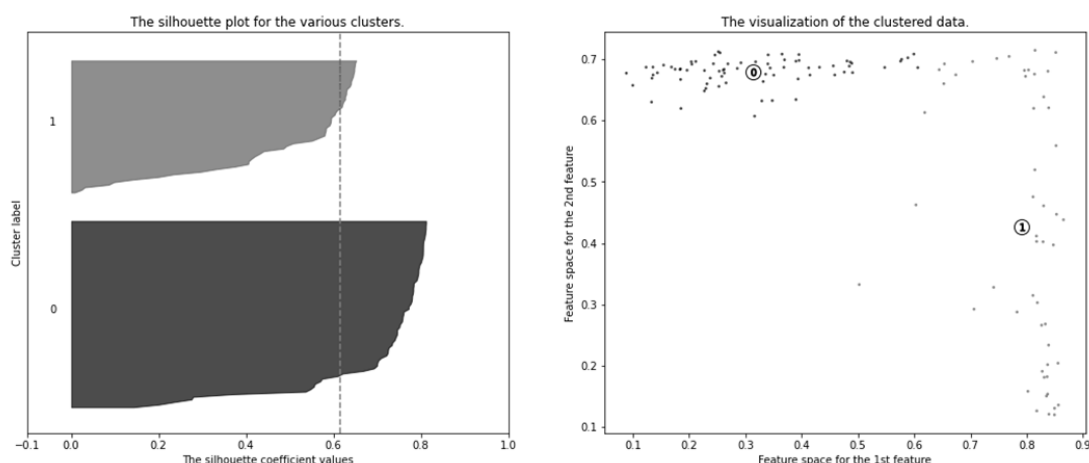 The silhouette plot for the various clusters.
Cluster label
1
0
−0.1 0.0 0.2 0.4 0.6 0.8 1.0
The silhouette coefficient values
The visualization of the clustered data.
Feature space for the 2nd feature
0.7
0.6
0.5
0.4
0.3
0.2
0.1
0
1
0.1 0.2 0.3 0.4 0.5 0.6 0.7 0.8 0.9
Feature space for the 1st feature